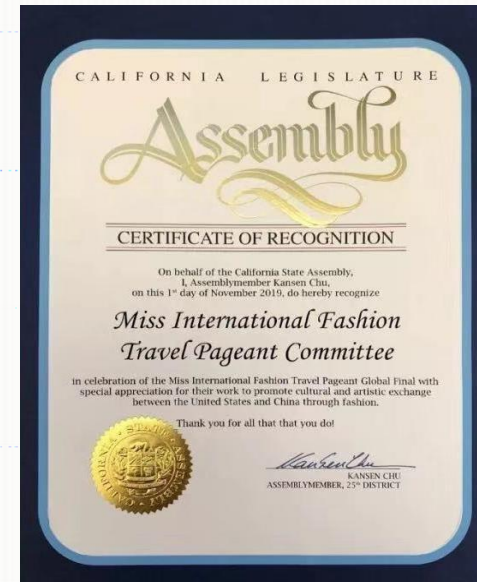 CALIFORNIA LEGISLATURE
Assembly
CERTIFICATE OF RECOGNITION
On behalf of the California State Assembly,
I, Assemblymember Kansen Chu,
on this 1st day of November 2019, do hereby recognize
Miss International Fashion
Travel Pageant Committee
in celebration of the Miss International Fashion Travel Pageant Global Final with
special appreciation for their work to promote cultural and artistic exchange
between the United States and China through fashion.
Thank you for all that that you do!
Kansen Chu
KANSEN CHU
ASSEMBLYMEMBER, 25th DISTRICT